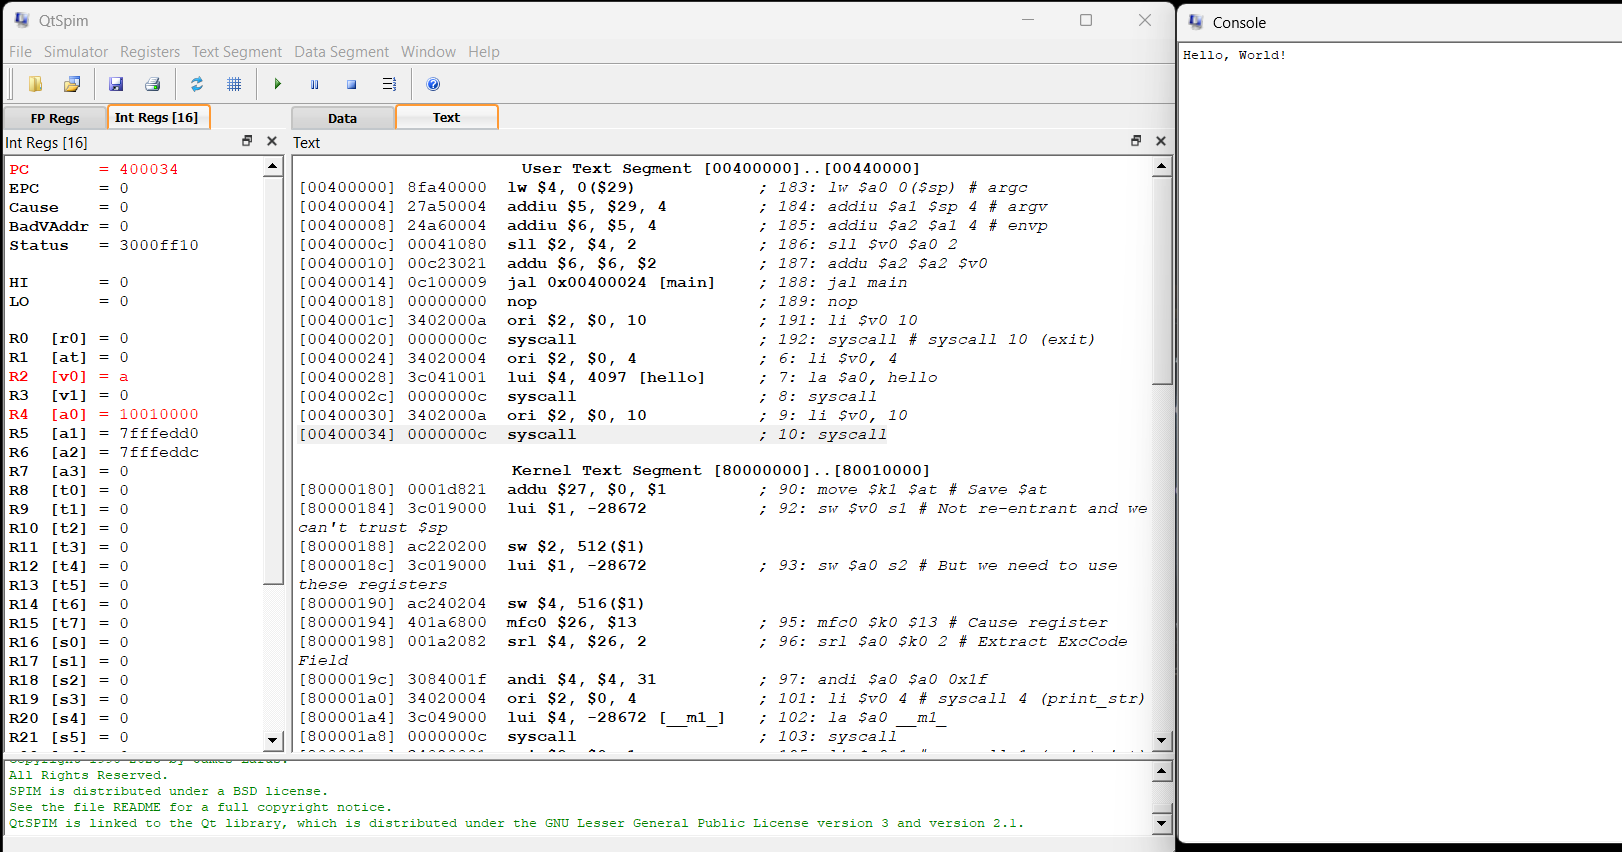 QtSpim
File Simulator Registers Text Segment Data Segment Window Help
FP Regs
Int Regs [16]
Data
Text
Int Regs [16]
PC = 400034
EPC = 0
Cause = 0
BadVAddr = 0
Status = 3000ff10
HI = 0
LO = 0
R0 [r0] = 0
R1 [at] = 0
R2 [v0] = a
R3 [v1] = 0
R4 [a0] = 10010000
R5 [a1] = 7fffedd0
R6 [a2] = 7fffeddc
R7 [a3] = 0
R8 [t0] = 0
R9 [t1] = 0
R10 [t2] = 0
R11 [t3] = 0
R12 [t4] = 0
R13 [t5] = 0
R14 [t6] = 0
R15 [t7] = 0
R16 [s0] = 0
R17 [s1] = 0
R18 [s2] = 0
R19 [s3] = 0
R20 [s4] = 0
R21 [s5] = 0
Text
User Text Segment [00400000]..[00440000]
[00400000] 8fa40000 lw $4, 0($29) ; 183: lw $a0 0($sp) # argc
[00400004] 27a50004 addiu $5, $29, 4 ; 184: addiu $a1 $sp 4 # argv
[00400008] 24a60004 addiu $6, $5, 4 ; 185: addiu $a2 $a1 4 # envp
[0040000c] 00041080 sll $2, $4, 2 ; 186: sll $v0 $a0 2
[00400010] 00c23021 addu $6, $6, $2 ; 187: addu $a2 $a2 $v0
[00400014] 0c100009 jal 0x00400024 [main] ; 188: jal main
[00400018] 00000000 nop ; 189: nop
[0040001c] 3402000a ori $2, $0, 10 ; 191: li $v0 10
[00400020] 0000000c syscall ; 192: syscall # syscall 10 (exit)
[00400024] 34020004 ori $2, $0, 4 ; 6: li $v0, 4
[00400028] 3c041001 lui $4, 4097 [hello] ; 7: la $a0, hello
[0040002c] 0000000c syscall ; 8: syscall
[00400030] 3402000a ori $2, $0, 10 ; 9: li $v0, 10
[00400034] 0000000c syscall ; 10: syscall
Kernel Text Segment [80000000]..[80010000]
[80000180] 0001d821 addu $27, $0, $1 ; 90: move $k1 $at # Save $at
[80000184] 3c019000 lui $1, -28672 ; 92: sw $v0 s1 # Not re-entrant and we
can't trust $sp
[80000188] ac220200 sw $2, 512($1)
[8000018c] 3c019000 lui $1, -28672 ; 93: sw $a0 s2 # But we need to use
these registers
[80000190] ac240204 sw $4, 516($1)
[80000194] 401a6800 mfc0 $26, $13 ; 95: mfc0 $k0 $13 # Cause register
[80000198] 001a2082 srl $4, $26, 2 ; 96: srl $a0 $k0 2 # Extract ExcCode
Field
[8000019c] 3084001f andi $4, $4, 31 ; 97: andi $a0 $a0 0x1f
[800001a0] 34020004 ori $2, $0, 4 ; 101: li $v0 4 # syscall 4 (print_str)
[800001a4] 3c049000 lui $4, -28672 [__m1_] ; 102: la $a0 __m1_
[800001a8] 0000000c syscall ; 103: syscall
All Rights Reserved.
SPIM is distributed under a BSD license.
See the file README for a full copyright notice.
QtSPIM is linked to the Qt library, which is distributed under the GNU Lesser General Public License version 3 and version 2.1.
Console
Hello, World!